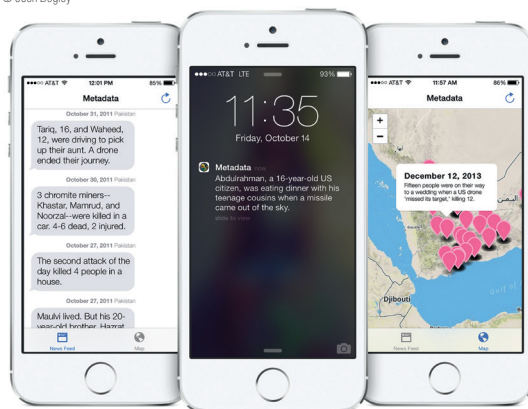 © Josh Begley
AT&T
12:01 PM
85%
Metadata
October 31, 2011 Pakistan
Tariq, 16, and Waheed,
12, were driving to pick
up their aunt. A drone
ended their journey.
October 30, 2011 Pakistan
3 chromite miners--
Khastar, Mamrud, and
Noorzal--were killed in a
car. 4-6 dead, 2 injured.
October 27, 2011 Pakistan
The second attack of the
day killed 4 people in a
house.
October 27, 2011 Pakistan
Maulvi lived. But his 20-
year-old brother, Hazrat
News Feed
Map
AT&T LTE
93%
11:35
Friday, October 14
Metadata now
Abdulrahman, a 16-year-old US
citizen, was eating dinner with his
teenage cousins when a missile
came out of the sky.
slide to view
AT&T
11:57 AM
86%
Metadata
+
−
December 12, 2013
Fifteen people were on their way
to a wedding when a US drone
'missed its target,' killing 12.
اليمن
Djibouti
Gulf of
News Feed
Map